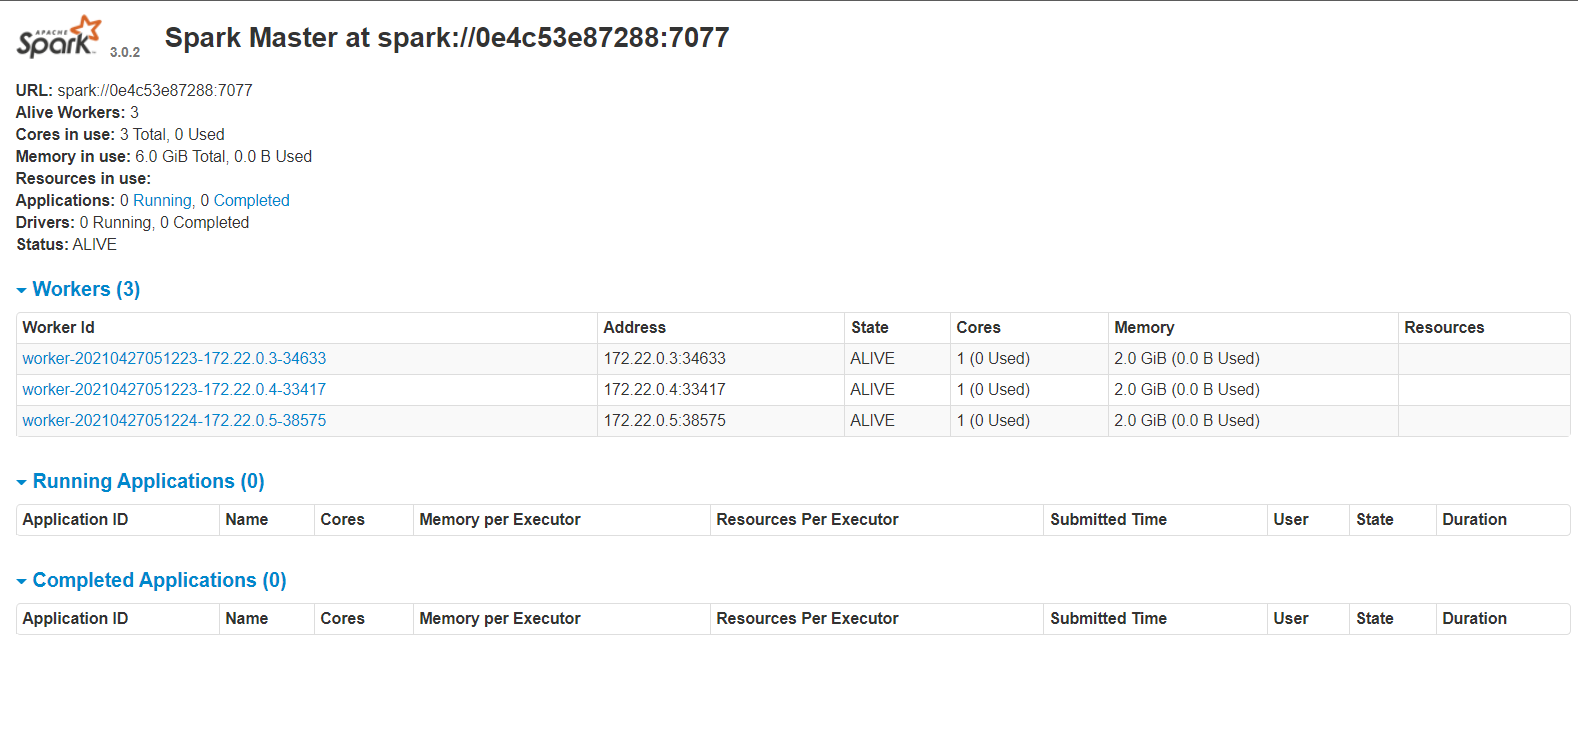 APACHE
Spark 3.0.2 Spark Master at spark://0e4c53e87288:7077
URL: spark://0e4c53e87288:7077
Alive Workers: 3
Cores in use: 3 Total, 0 Used
Memory in use: 6.0 GiB Total, 0.0 B Used
Resources in use:
Applications: 0 Running, 0 Completed
Drivers: 0 Running, 0 Completed
Status: ALIVE
Workers (3)
Worker Id Address State Cores Memory Resources
worker-20210427051223-172.22.0.3-34633 172.22.0.3:34633 ALIVE 1 (0 Used) 2.0 GiB (0.0 B Used)
worker-20210427051223-172.22.0.4-33417 172.22.0.4:33417 ALIVE 1 (0 Used) 2.0 GiB (0.0 B Used)
worker-20210427051224-172.22.0.5-38575 172.22.0.5:38575 ALIVE 1 (0 Used) 2.0 GiB (0.0 B Used)
Running Applications (0)
Application ID Name Cores Memory per Executor Resources Per Executor Submitted Time User State Duration
Completed Applications (0)
Application ID Name Cores Memory per Executor Resources Per Executor Submitted Time User State Duration